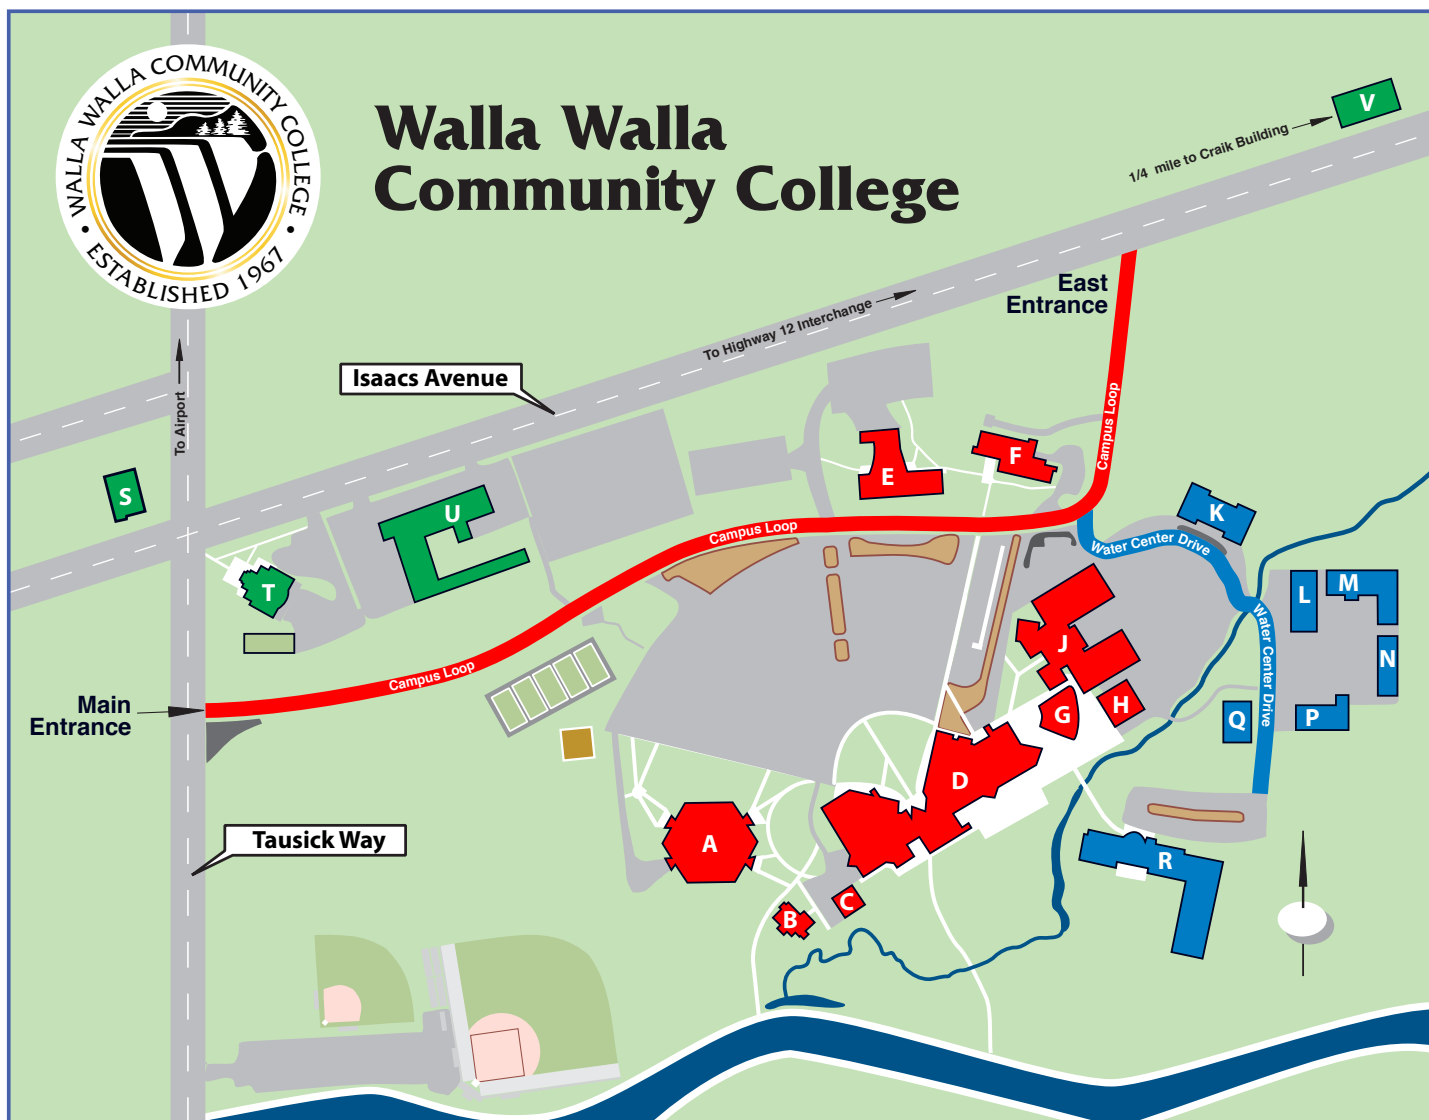 WALLA WALLA COMMUNITY COLLEGE
• ESTABLISHED 1967 •
Walla Walla
Community College
V
1/4 mile to Craik Building
East
Entrance
To Highway 12 Interchange
Isaacs Avenue
To Airport
Campus Loop
S
U
E
F
K
Campus Loop
Water Center Drive
T
L
M
J
N
Water Center Drive
Campus Loop
Main
Entrance
G
H
Q
P
D
Tausick Way
A
R
B
C